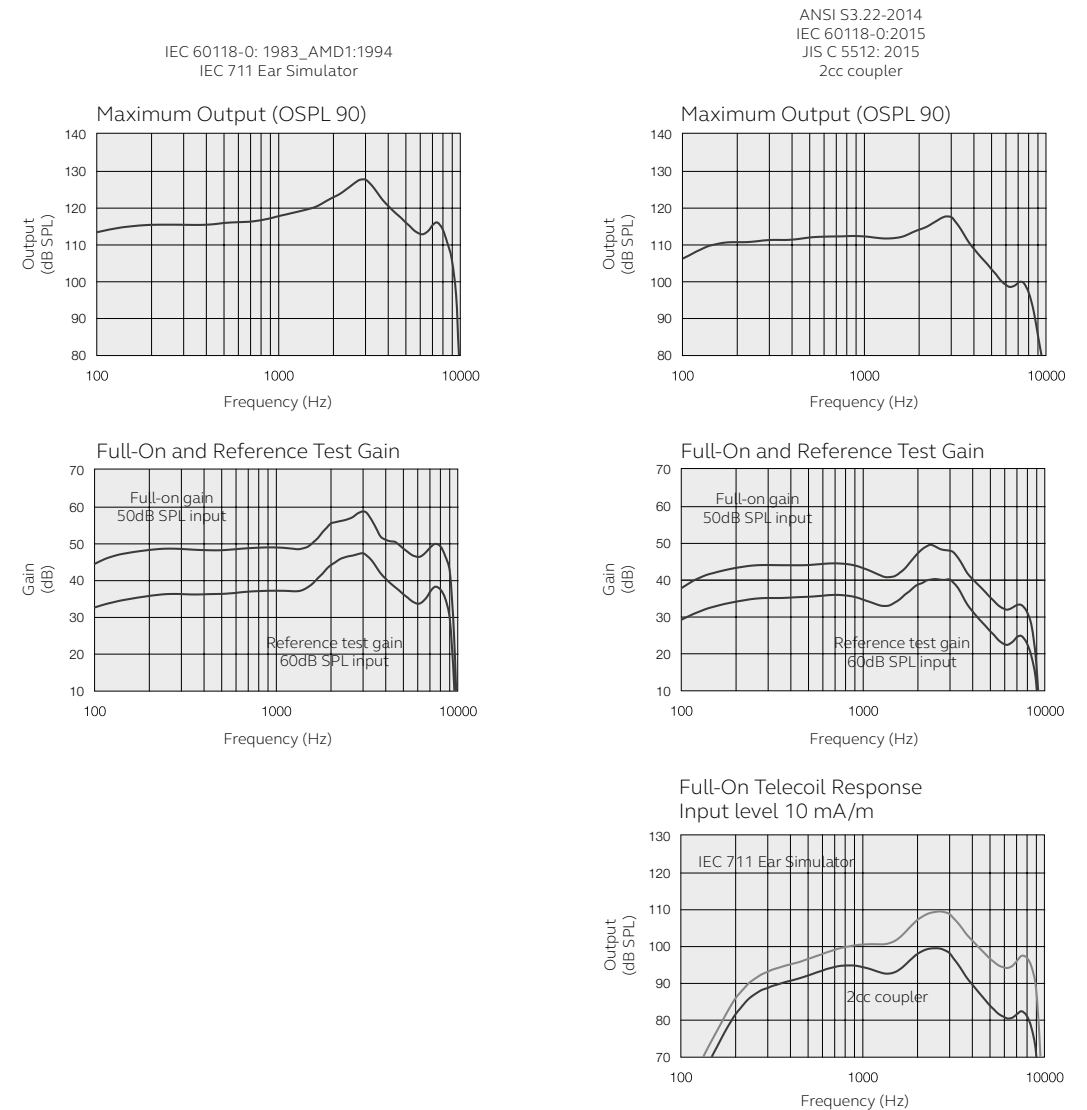 IEC 60118-0: 1983_AMD1:1994
IEC 711 Ear Simulator
ANSI S3.22-2014
IEC 60118-0:2015
JIS C 5512: 2015
2cc coupler
Maximum Output (OSPL 90)
140
130
120
110
100
90
80
Output
(dB SPL)
100
1000
10000
Frequency (Hz)
Maximum Output (OSPL 90)
140
130
120
110
100
90
80
Output
(dB SPL)
100
1000
10000
Frequency (Hz)
Full-On and Reference Test Gain
70
60
50
40
30
20
10
Gain
(dB)
Full-on gain
50dB SPL input
Reference test gain
60dB SPL input
100
1000
10000
Frequency (Hz)
Full-On and Reference Test Gain
70
60
50
40
30
20
10
Gain
(dB)
Full-on gain
50dB SPL input
Reference test gain
60dB SPL input
100
1000
10000
Frequency (Hz)
Full-On Telecoil Response
Input level 10 mA/m
130
120
110
100
90
80
70
Output
(dB SPL)
IEC 711 Ear Simulator
2cc coupler
100
1000
10000
Frequency (Hz)